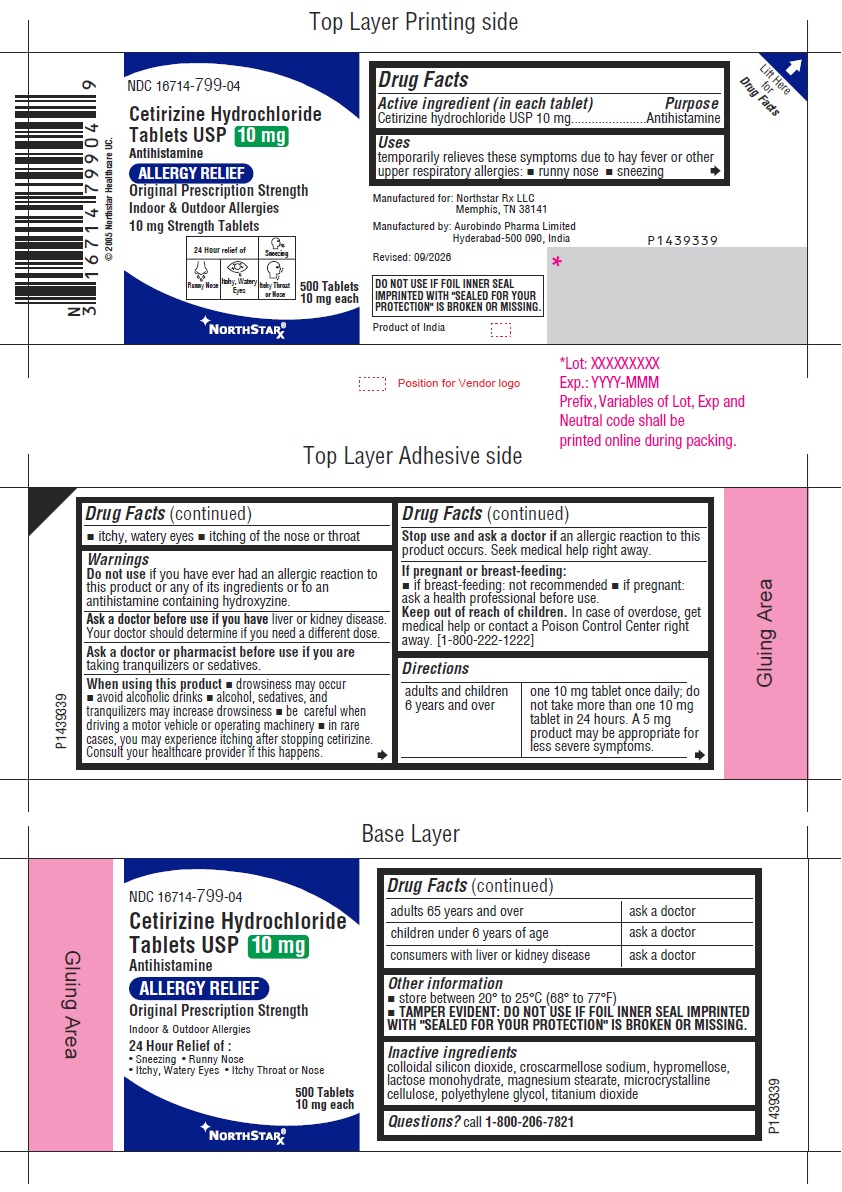 Top Layer Printing side
N
3 16714 79904 9
© 2005 Northstar Healthcare UC.
NDC 16714-799-04
Cetirizine Hydrochloride
Tablets USP 10 mg
Antihistamine
ALLERGY RELIEF
Original Prescription Strength
Indoor & Outdoor Allergies
10 mg Strength Tablets
24 Hour relief of
Sneezing
Runny Nose
Itchy, Watery
Eyes
Itchy Throat
or Nose
500 Tablets
10 mg each
NORTHSTAR®
X
Drug Facts
Active ingredient (in each tablet) Purpose
Cetirizine hydrochloride USP 10 mg......................Antihistamine
Uses
temporarily relieves these symptoms due to hay fever or other
upper respiratory allergies: ■ runny nose ■ sneezing
Lift Here
for
Drug Facts
Manufactured for: Northstar Rx LLC
Memphis, TN 38141
Manufactured by: Aurobindo Pharma Limited
Hyderabad-500 090, India
P1439339
Revised: 09/2026
*
DO NOT USE IF FOIL INNER SEAL
IMPRINTED WITH "SEALED FOR YOUR
PROTECTION" IS BROKEN OR MISSING.
Product of India
Position for Vendor logo
*Lot: XXXXXXXXX
Exp.: YYYY-MMM
Prefix, Variables of Lot, Exp and
Neutral code shall be
printed online during packing.
Top Layer Adhesive side
Drug Facts (continued)
■ itchy, watery eyes ■ itching of the nose or throat
Warnings
Do not use if you have ever had an allergic reaction to
this product or any of its ingredients or to an
antihistamine containing hydroxyzine.
Ask a doctor before use if you have liver or kidney disease.
Your doctor should determine if you need a different dose.
Ask a doctor or pharmacist before use if you are
taking tranquilizers or sedatives.
When using this product ■ drowsiness may occur
■ avoid alcoholic drinks ■ alcohol, sedatives, and
tranquilizers may increase drowsiness ■ be careful when
driving a motor vehicle or operating machinery ■ in rare
cases, you may experience itching after stopping cetirizine.
Consult your healthcare provider if this happens.
P1439339
Drug Facts (continued)
Stop use and ask a doctor if an allergic reaction to this
product occurs. Seek medical help right away.
If pregnant or breast-feeding:
■ if breast-feeding: not recommended ■ if pregnant:
ask a health professional before use.
Keep out of reach of children. In case of overdose, get
medical help or contact a Poison Control Center right
away. [1-800-222-1222]
Directions
adults and children
6 years and over
one 10 mg tablet once daily; do
not take more than one 10 mg
tablet in 24 hours. A 5 mg
product may be appropriate for
less severe symptoms.
Gluing Area
Base Layer
Gluing Area
NDC 16714-799-04
Cetirizine Hydrochloride
Tablets USP 10 mg
Antihistamine
ALLERGY RELIEF
Original Prescription Strength
Indoor & Outdoor Allergies
24 Hour Relief of :
• Sneezing • Runny Nose
• Itchy, Watery Eyes • Itchy Throat or Nose
500 Tablets
10 mg each
NORTHSTAR®
X
Drug Facts (continued)
adults 65 years and over ask a doctor
children under 6 years of age ask a doctor
consumers with liver or kidney disease ask a doctor
Other information
■ store between 20° to 25°C (68° to 77°F)
■ TAMPER EVIDENT: DO NOT USE IF FOIL INNER SEAL IMPRINTED
WITH "SEALED FOR YOUR PROTECTION" IS BROKEN OR MISSING.
Inactive ingredients
colloidal silicon dioxide, croscarmellose sodium, hypromellose,
lactose monohydrate, magnesium stearate, microcrystalline
cellulose, polyethylene glycol, titanium dioxide
Questions? call 1-800-206-7821
P1439339